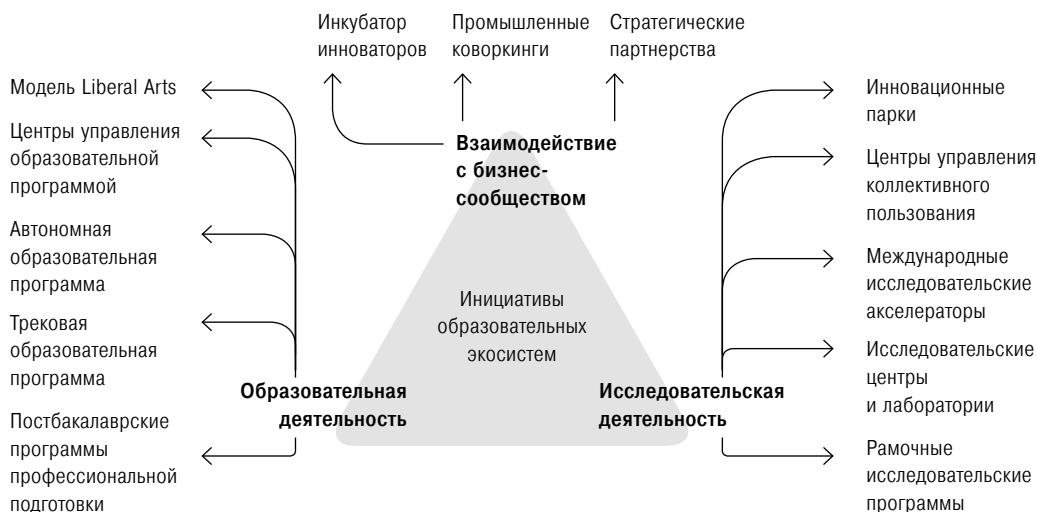 Инкубатор
инноваторов
Промышленные
коворкинги
Стратегические
партнерства
Модель Liberal Arts
Центры управления
образовательной
программой
Автономная
образовательная
программа
Трековая
образовательная
программа
Постбакалаврские
программы
профессиональной
подготовки
Взаимодействие
с бизнес-
сообществом
Инициативы
образовательных
экосистем
Образовательная
деятельность
Исследовательская
деятельность
Инновационные
парки
Центры управления
коллективного
пользования
Международные
исследовательские
акселераторы
Исследовательские
центры
и лаборатории
Рамочные
исследовательские
программы